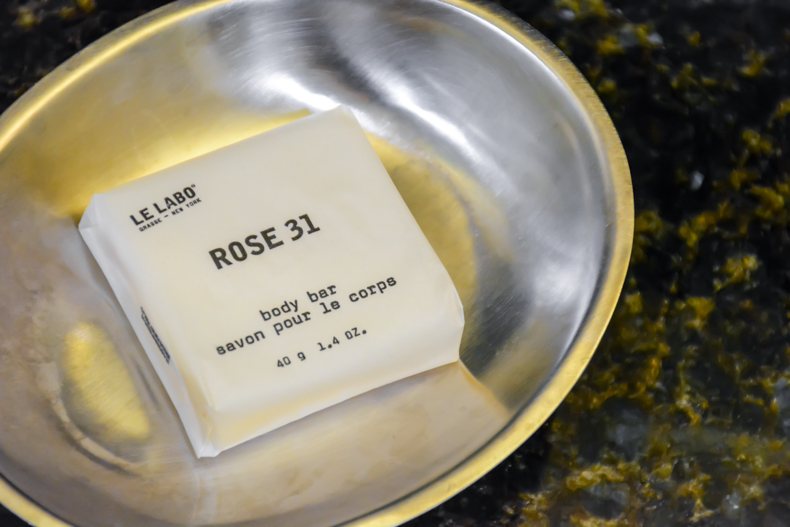 LE LABO®
GRASSE — NEW YORK
ROSE 31
body bar
savon pour le corps
40 g 1.4 OZ.